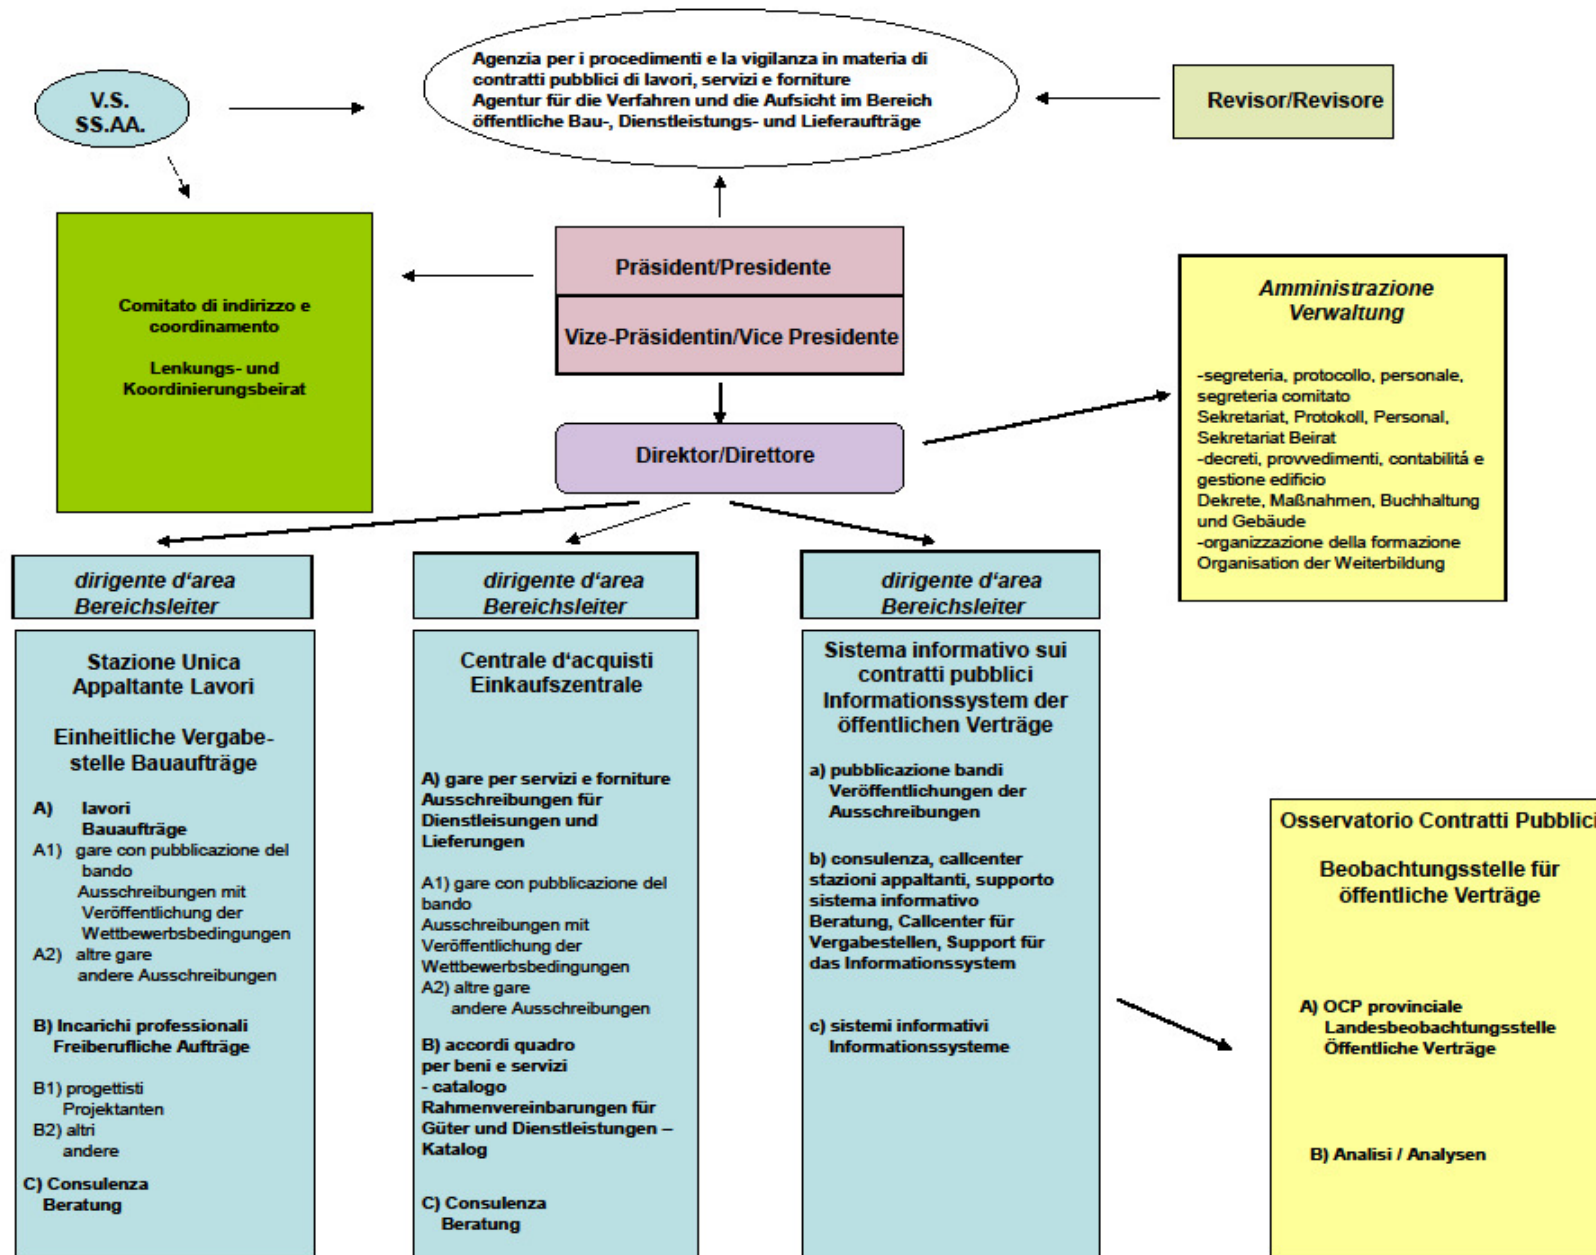 V.S.
SS.AA.
Agenzia per i procedimenti e la vigilanza in materia di
contratti pubblici di lavori, servizi e forniture
Agentur für die Verfahren und die Aufsicht im Bereich
öffentliche Bau-, Dienstleistungs- und Lieferaufträge
Revisor/Revisore
Comitato di indirizzo e
coordinamento
Lenkungs- und
Koordinierungsbeirat
Präsident/Presidente
Vize-Präsidentin/Vice Presidente
Direktor/Direttore
Amministrazione
Verwaltung
-segreteria, protocollo, personale,
segreteria comitato
Sekretariat, Protokoll, Personal,
Sekretariat Beirat
-decreti, provvedimenti, contabilitá e
gestione edificio
Dekrete, Maßnahmen, Buchhaltung
und Gebäude
-organizzazione della formazione
Organisation der Weiterbildung
dirigente d‘area
Bereichsleiter
Stazione Unica
Appaltante Lavori
Einheitliche Vergabe-
stelle Bauaufträge
A) lavori
Bauaufträge
A1) gare con pubblicazione del
bando
Ausschreibungen mit
Veröffentlichung der
Wettbewerbsbedingungen
A2) altre gare
andere Ausschreibungen
B) Incarichi professionali
Freiberufliche Aufträge
B1) progettisti
Projektanten
B2) altri
andere
C) Consulenza
Beratung
dirigente d‘area
Bereichsleiter
Centrale d‘acquisti
Einkaufszentrale
A) gare per servizi e forniture
Ausschreibungen für
Dienstleisungen und
Lieferungen
A1) gare con pubblicazione del
bando
Ausschreibungen mit
Veröffentlichung der
Wettbewerbsbedingungen
A2) altre gare
andere Ausschreibungen
B) accordi quadro
per beni e servizi
- catalogo
Rahmenvereinbarungen für
Güter und Dienstleistungen –
Katalog
C) Consulenza
Beratung
dirigente d‘area
Bereichsleiter
Sistema informativo sui
contratti pubblici
Informationssystem der
öffentlichen Verträge
a) pubblicazione bandi
Veröffentlichungen der
Ausschreibungen
b) consulenza, callcenter
stazioni appaltanti, supporto
sistema informativo
Beratung, Callcenter für
Vergabestellen, Support für
das Informationssystem
c) sistemi informativi
Informationssysteme
Osservatorio Contratti Pubblici
Beobachtungsstelle für
öffentliche Verträge
A) OCP provinciale
Landesbeobachtungsstelle
Öffentliche Verträge
B) Analisi / Analysen